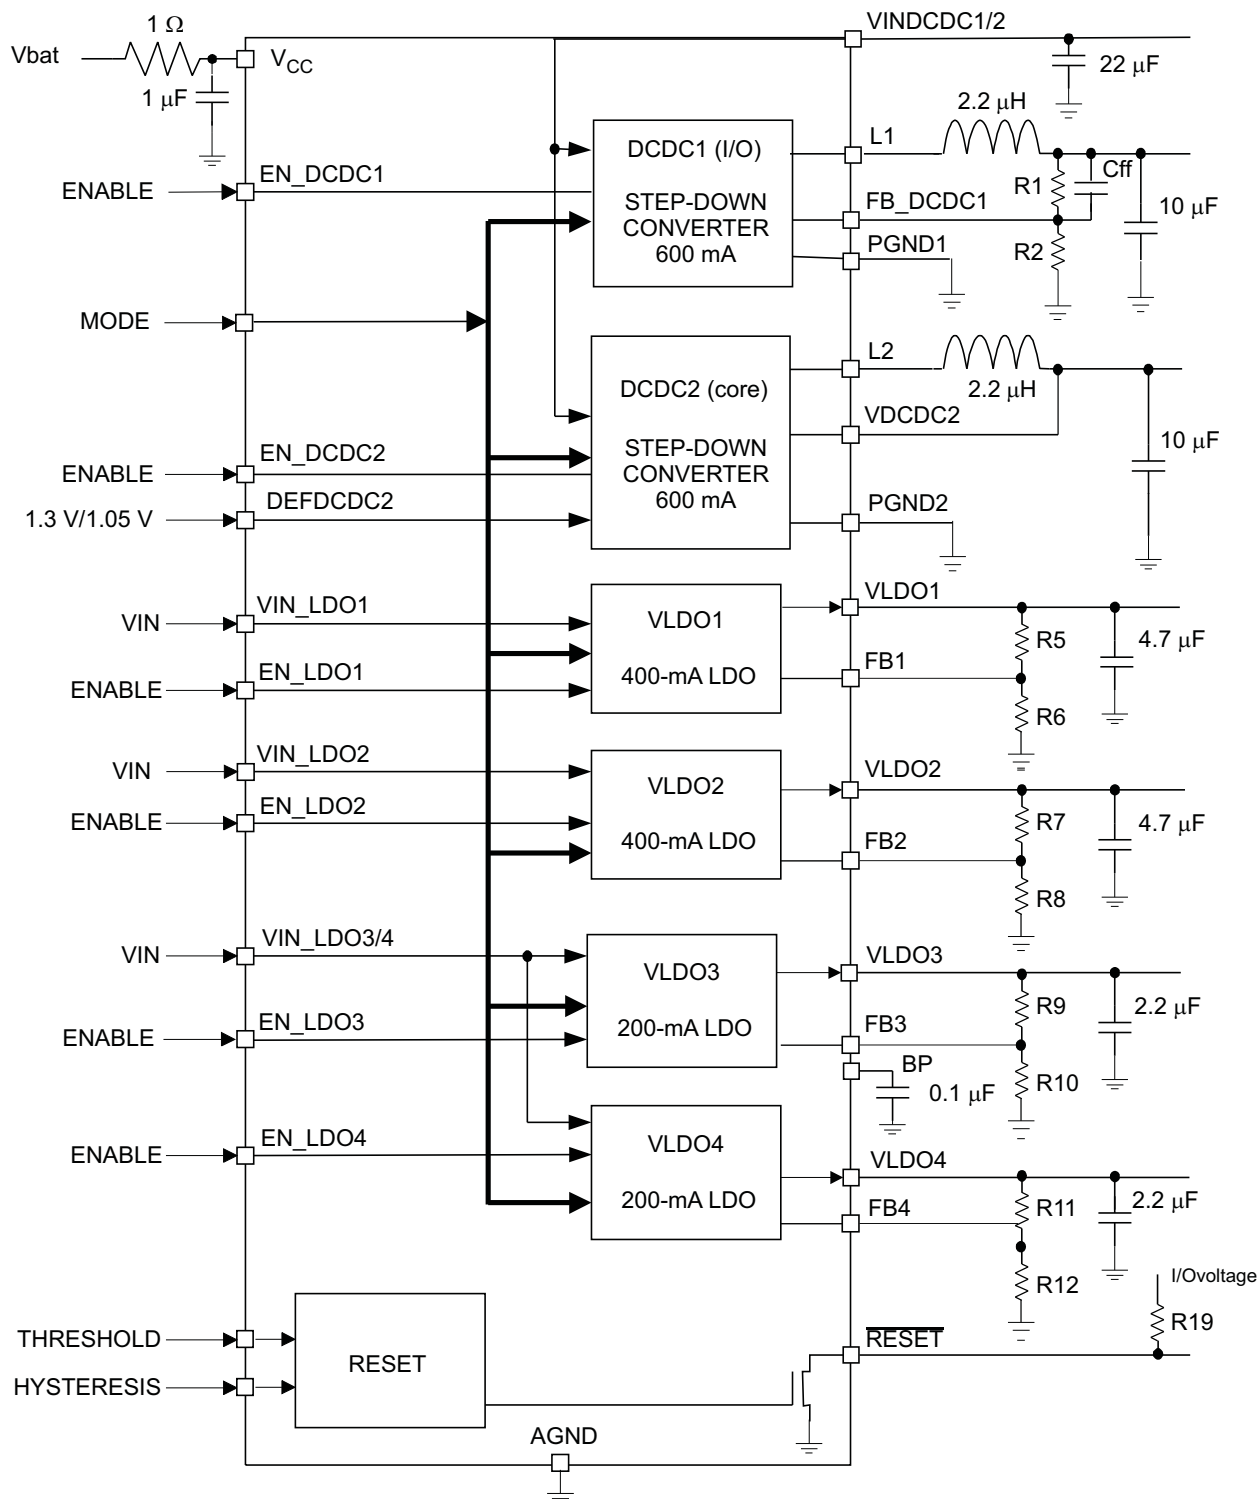 VINDCDC1/2
1 Ω
Vbat
VCC
1 μF
22 μF
2.2 μH
L1
DCDC1 (I/O)
STEP-DOWN
CONVERTER
600 mA
ENABLE
EN_DCDC1
Cff
R1
FB_DCDC1
10 μF
R2
PGND1
MODE
L2
2.2 μH
DCDC2 (core)
STEP-DOWN
CONVERTER
600 mA
VDCDC2
10 μF
ENABLE
EN_DCDC2
1.3 V/1.05 V
DEFDCDC2
PGND2
VIN
VIN_LDO1
VLDO1
400-mA LDO
VLDO1
R5
4.7 μF
ENABLE
EN_LDO1
FB1
R6
VIN
VIN_LDO2
VLDO2
400-mA LDO
VLDO2
R7
4.7 μF
ENABLE
EN_LDO2
FB2
R8
VIN
VIN_LDO3/4
VLDO3
200-mA LDO
VLDO3
R9
2.2 μF
ENABLE
EN_LDO3
FB3
BP
R10
0.1 μF
ENABLE
EN_LDO4
VLDO4
200-mA LDO
VLDO4
R11
2.2 μF
FB4
R12
I/Ovoltage
R19
THRESHOLD
HYSTERESIS
RESET
RESET
AGND